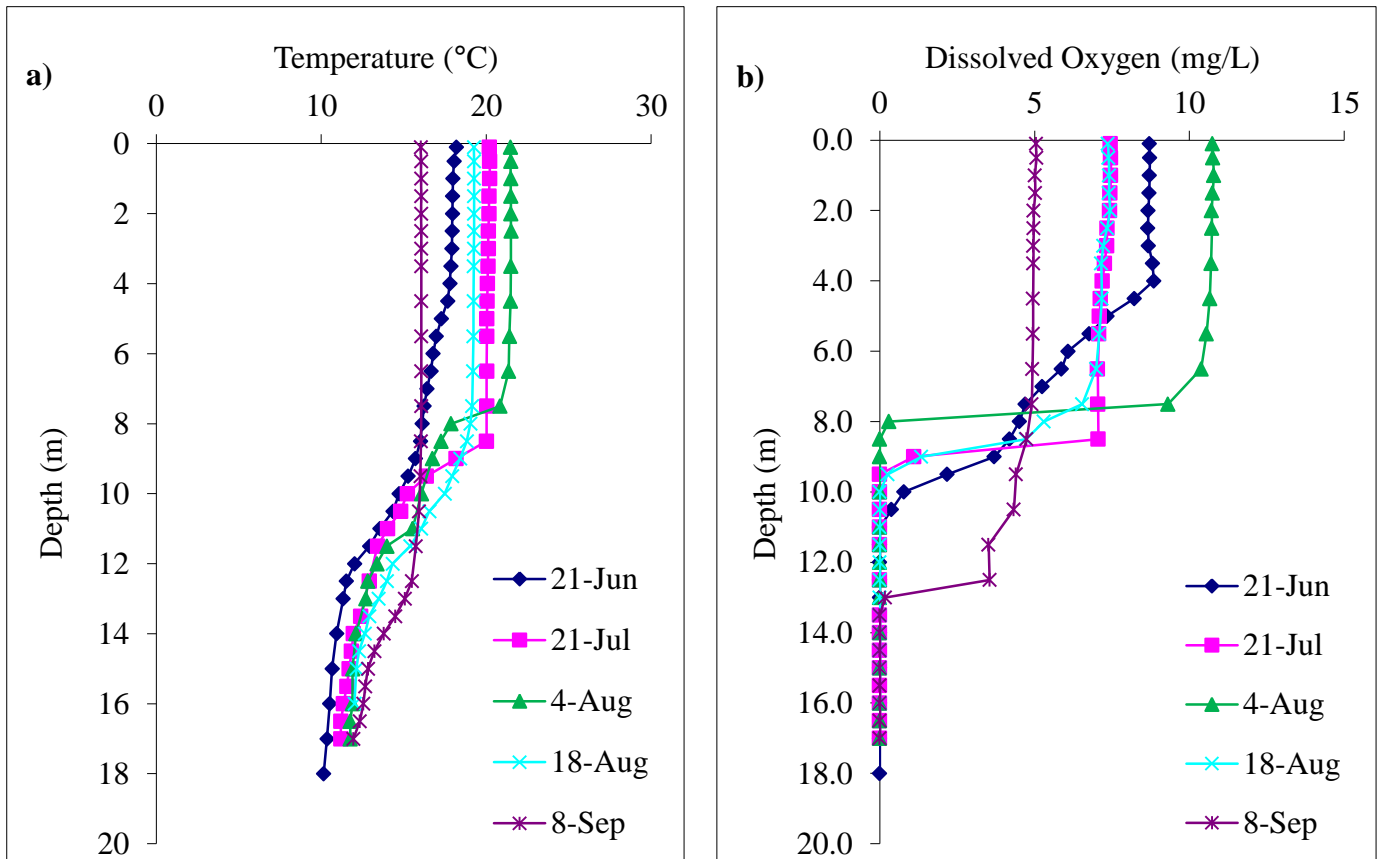 Temperature (°C)
a)
0 10 20 30
0
2
4
6
8
10
12
14
16
18
20
Depth (m)
21-Jun
21-Jul
4-Aug
18-Aug
8-Sep
Dissolved Oxygen (mg/L)
b)
0 5 10 15
0.0
2.0
4.0
6.0
8.0
10.0
12.0
14.0
16.0
18.0
20.0
Depth (m)
21-Jun
21-Jul
4-Aug
18-Aug
8-Sep